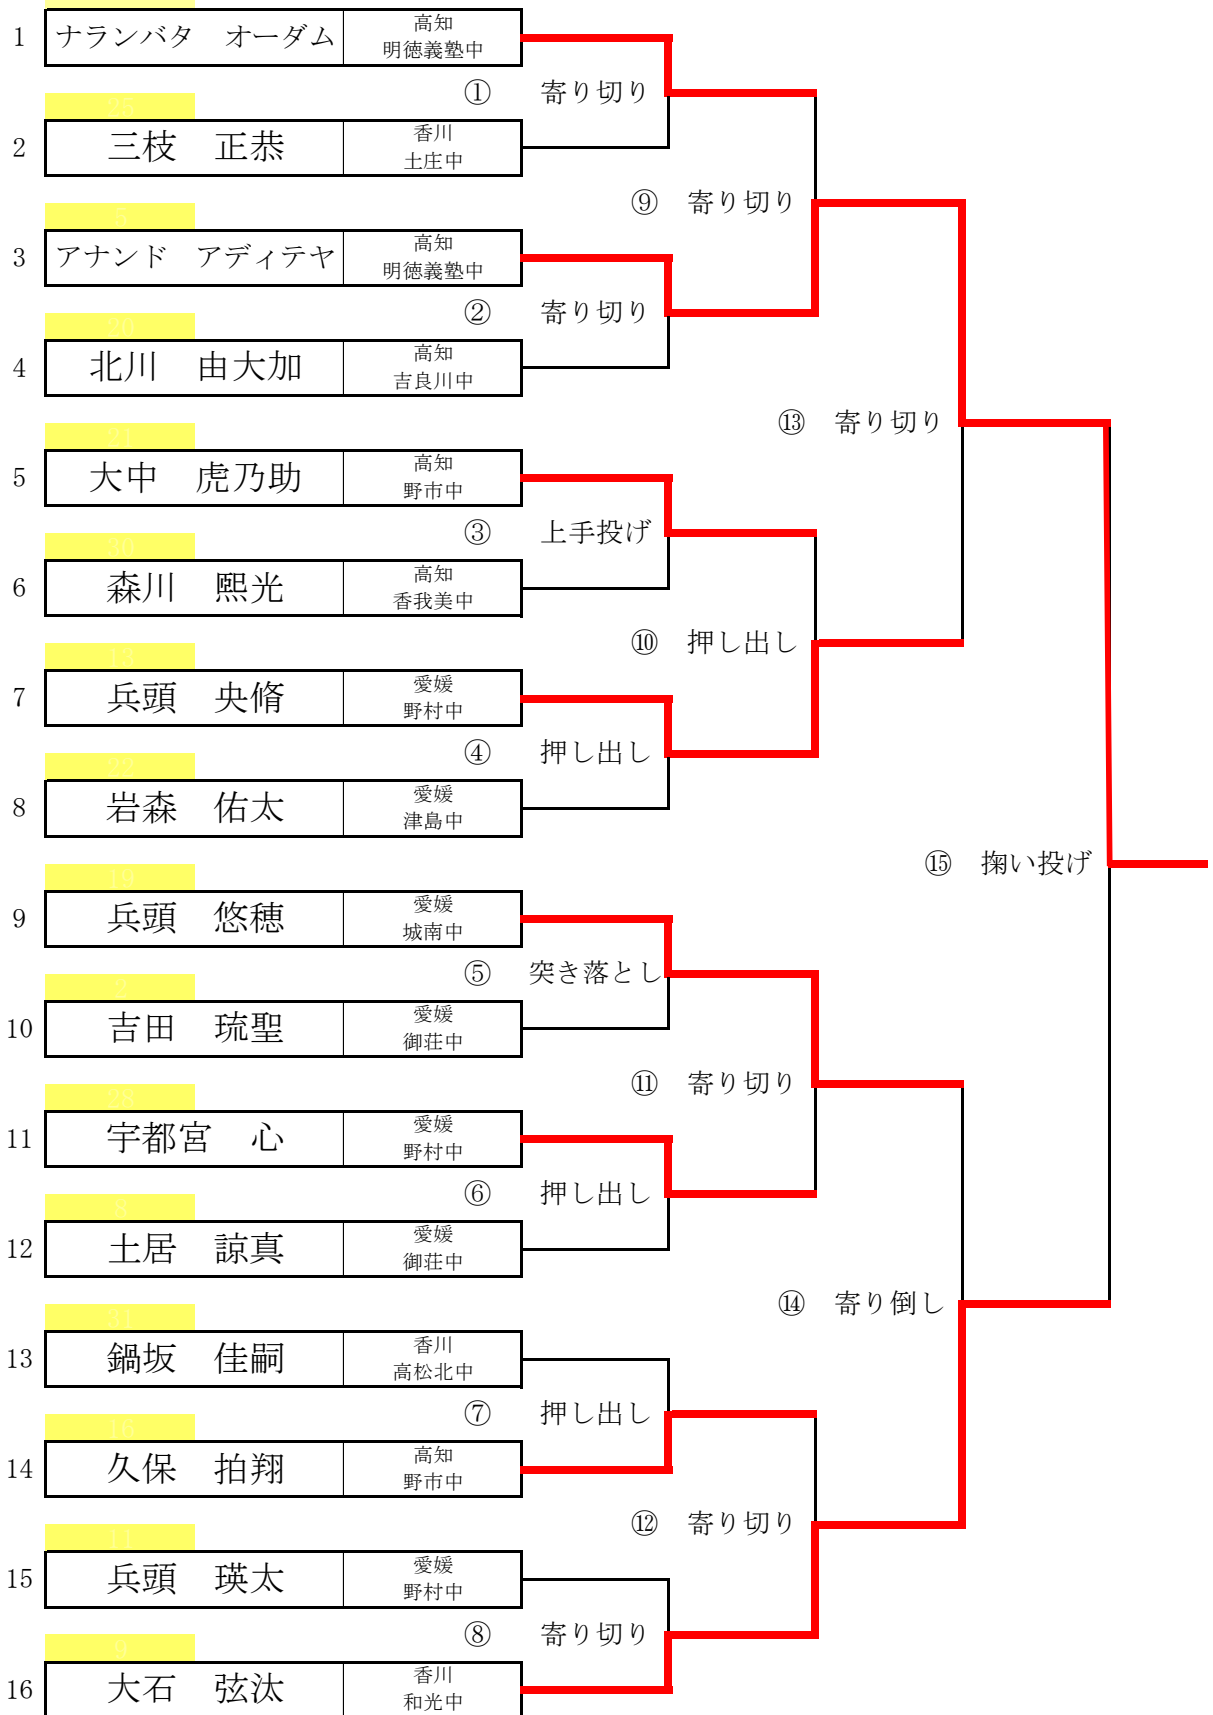 1 ナランバタ　オーダム 高知
明徳義塾中
① 寄り切り
2 三枝　正恭 香川
土庄中
⑨ 寄り切り
3 アナンド　アディテヤ 高知
明徳義塾中
② 寄り切り
4 北川　由大加 高知
吉良川中
⑬ 寄り切り
5 大中　虎乃助 高知
野市中
③ 上手投げ
6 森川　熙光 高知
香我美中
⑩ 押し出し
7 兵頭　央脩 愛媛
野村中
④ 押し出し
8 岩森　佑太 愛媛
津島中
⑮ 掬い投げ
9 兵頭　悠穂 愛媛
城南中
⑤ 突き落とし
10 吉田　琉聖 愛媛
御荘中
⑪ 寄り切り
11 宇都宮　心 愛媛
野村中
⑥ 押し出し
12 土居　諒真 愛媛
御荘中
⑭ 寄り倒し
13 鍋坂　佳嗣 香川
高松北中
⑦ 押し出し
14 久保　拍翔 高知
野市中
⑫ 寄り切り
15 兵頭　瑛太 愛媛
野村中
⑧ 寄り切り
16 大石　弦汰 香川
和光中